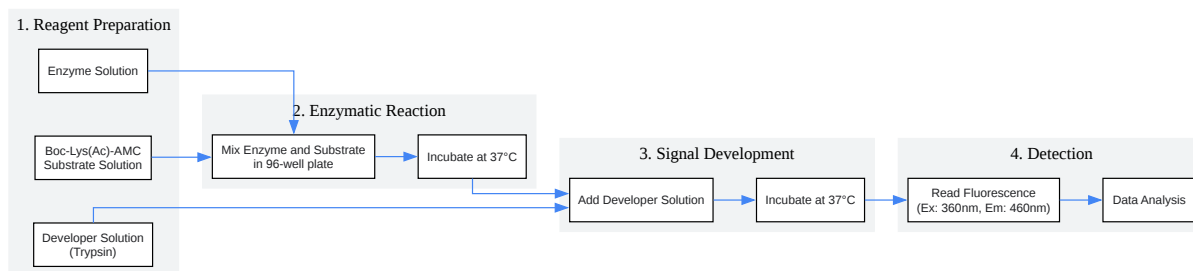 1. Reagent Preparation
Enzyme Solution
Boc-Lys(Ac)-AMC
Substrate Solution
Developer Solution
(Trypsin)
2. Enzymatic Reaction
Mix Enzyme and Substrate
in 96-well plate
Incubate at 37°C
3. Signal Development
Add Developer Solution
Incubate at 37°C
4. Detection
Read Fluorescence
(Ex: 360nm, Em: 460nm)
Data Analysis